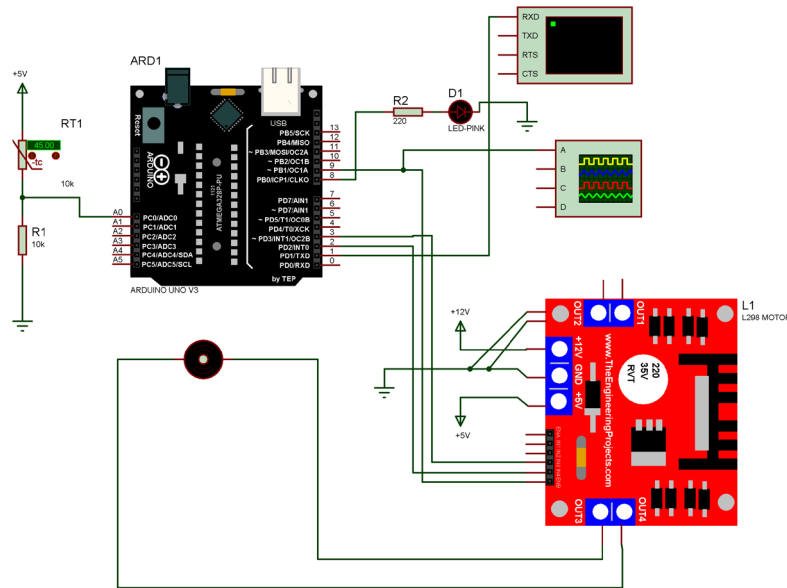 +5V
RT1
45.00
-tc
10k
R1
10k
ARD1
Reset
ARDUINO
USB
ATMEGA328P-PU
1121
PB5/SCK 13
PB4/MISO 12
~ PB3/MOSI/OC2A 11
~ PB2/OC1B 10
~ PB1/OC1A 9
PB0/ICP1/CLKO 8
PD7/AIN1 7
~ PD7/AIN1 6
~ PD5/T1/OC0B 5
PD4/T0/XCK 4
~ PD3/INT1/OC2B 3
PD2/INT0 2
PD1/TXD 1
PD0/RXD 0
A0 PC0/ADC0
A1 PC1/ADC1
A2 PC2/ADC2
A3 PC3/ADC3
A4 PC4/ADC4/SDA
A5 PC5/ADC5/SCL
by TEP
ARDUINO UNO V3
R2
220
D1
LED-PINK
RXD
TXD
RTS
CTS
A
B
C
D
L1
L298 MOTOR
OUT2
OUT1
+12V
+12V
GND
+5V
+5V
220
35V
RVT
www.TheEngineeringProjects.com
OUT3
OUT4